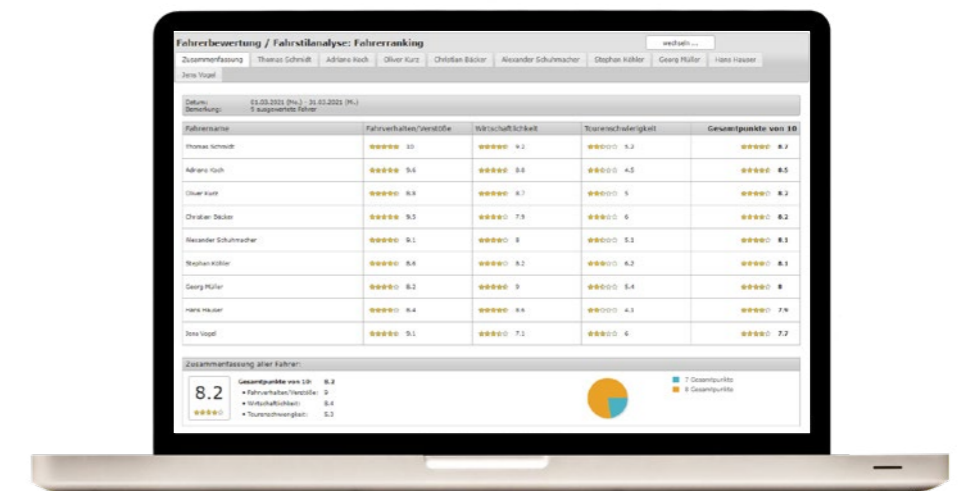 Fahrerbewertung / Fahrstilanalyse: Fahrerranking
wechseln ...
Zusammenfassung Thomas Schmidt Adriano Koch Oliver Kurz Christian Bäcker Alexander Schuhmacher Stephan Köhler Georg Müller Hans Hauser
Jens Vogel
Datum: 01.03.2021 (Mo.) - 31.03.2021 (Mi.)
Bemerkung: 9 ausgewertete Fahrer
Fahrername Fahrverhalten/Verstöße Wirtschaftlichkeit Tourenschwierigkeit Gesamtpunkte von 10
Thomas Schmidt 10 9.2 5.2 8.7
Adriano Koch 9.6 8.8 4.5 8.5
Oliver Kurz 8.9 8.7 5 8.3
Christian Bäcker 9.5 7.9 6 8.2
Alexander Schuhmacher 9.1 8 5.1 8.1
Stephan Köhler 8.6 8.2 6.2 8.1
Georg Müller 8.2 9 5.4 8
Hans Hauser 8.4 8.6 4.1 7.9
Jens Vogel 9.1 7.1 6 7.7
Zusammenfassung aller Fahrer:
8.2
Gesamtpunkte von 10: 8.2
• Fahrverhalten/Verstöße: 9
• Wirtschaftlichkeit: 8.4
• Tourenschwierigkeit: 5.3
7 Gesamtpunkte
8 Gesamtpunkte